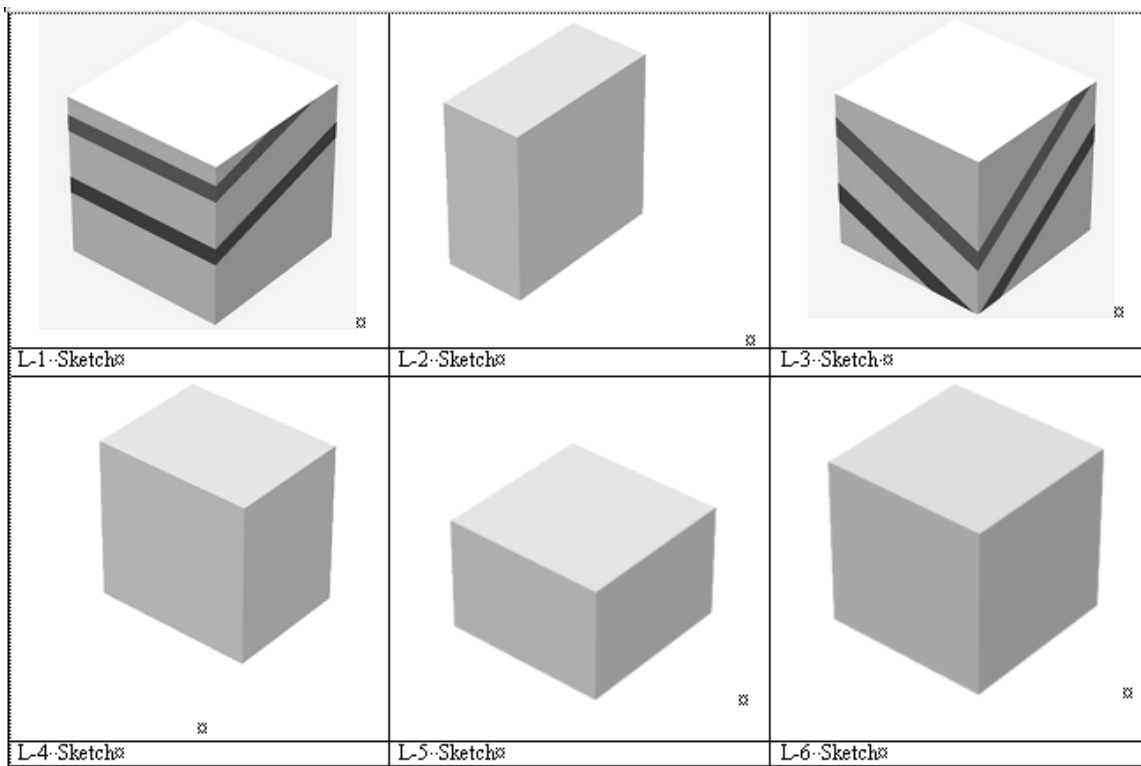 ¤
¤
¤
L-1··Sketch¤
L-2··Sketch¤
L-3··Sketch·¤
¤
¤
¤
L-4··Sketch¤
L-5··Sketch¤
L-6··Sketch¤